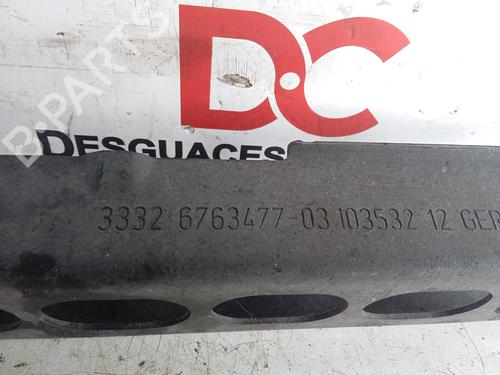 DC
DESGUACES
B-PARTS
3332 6763477-03 103532 12 GER